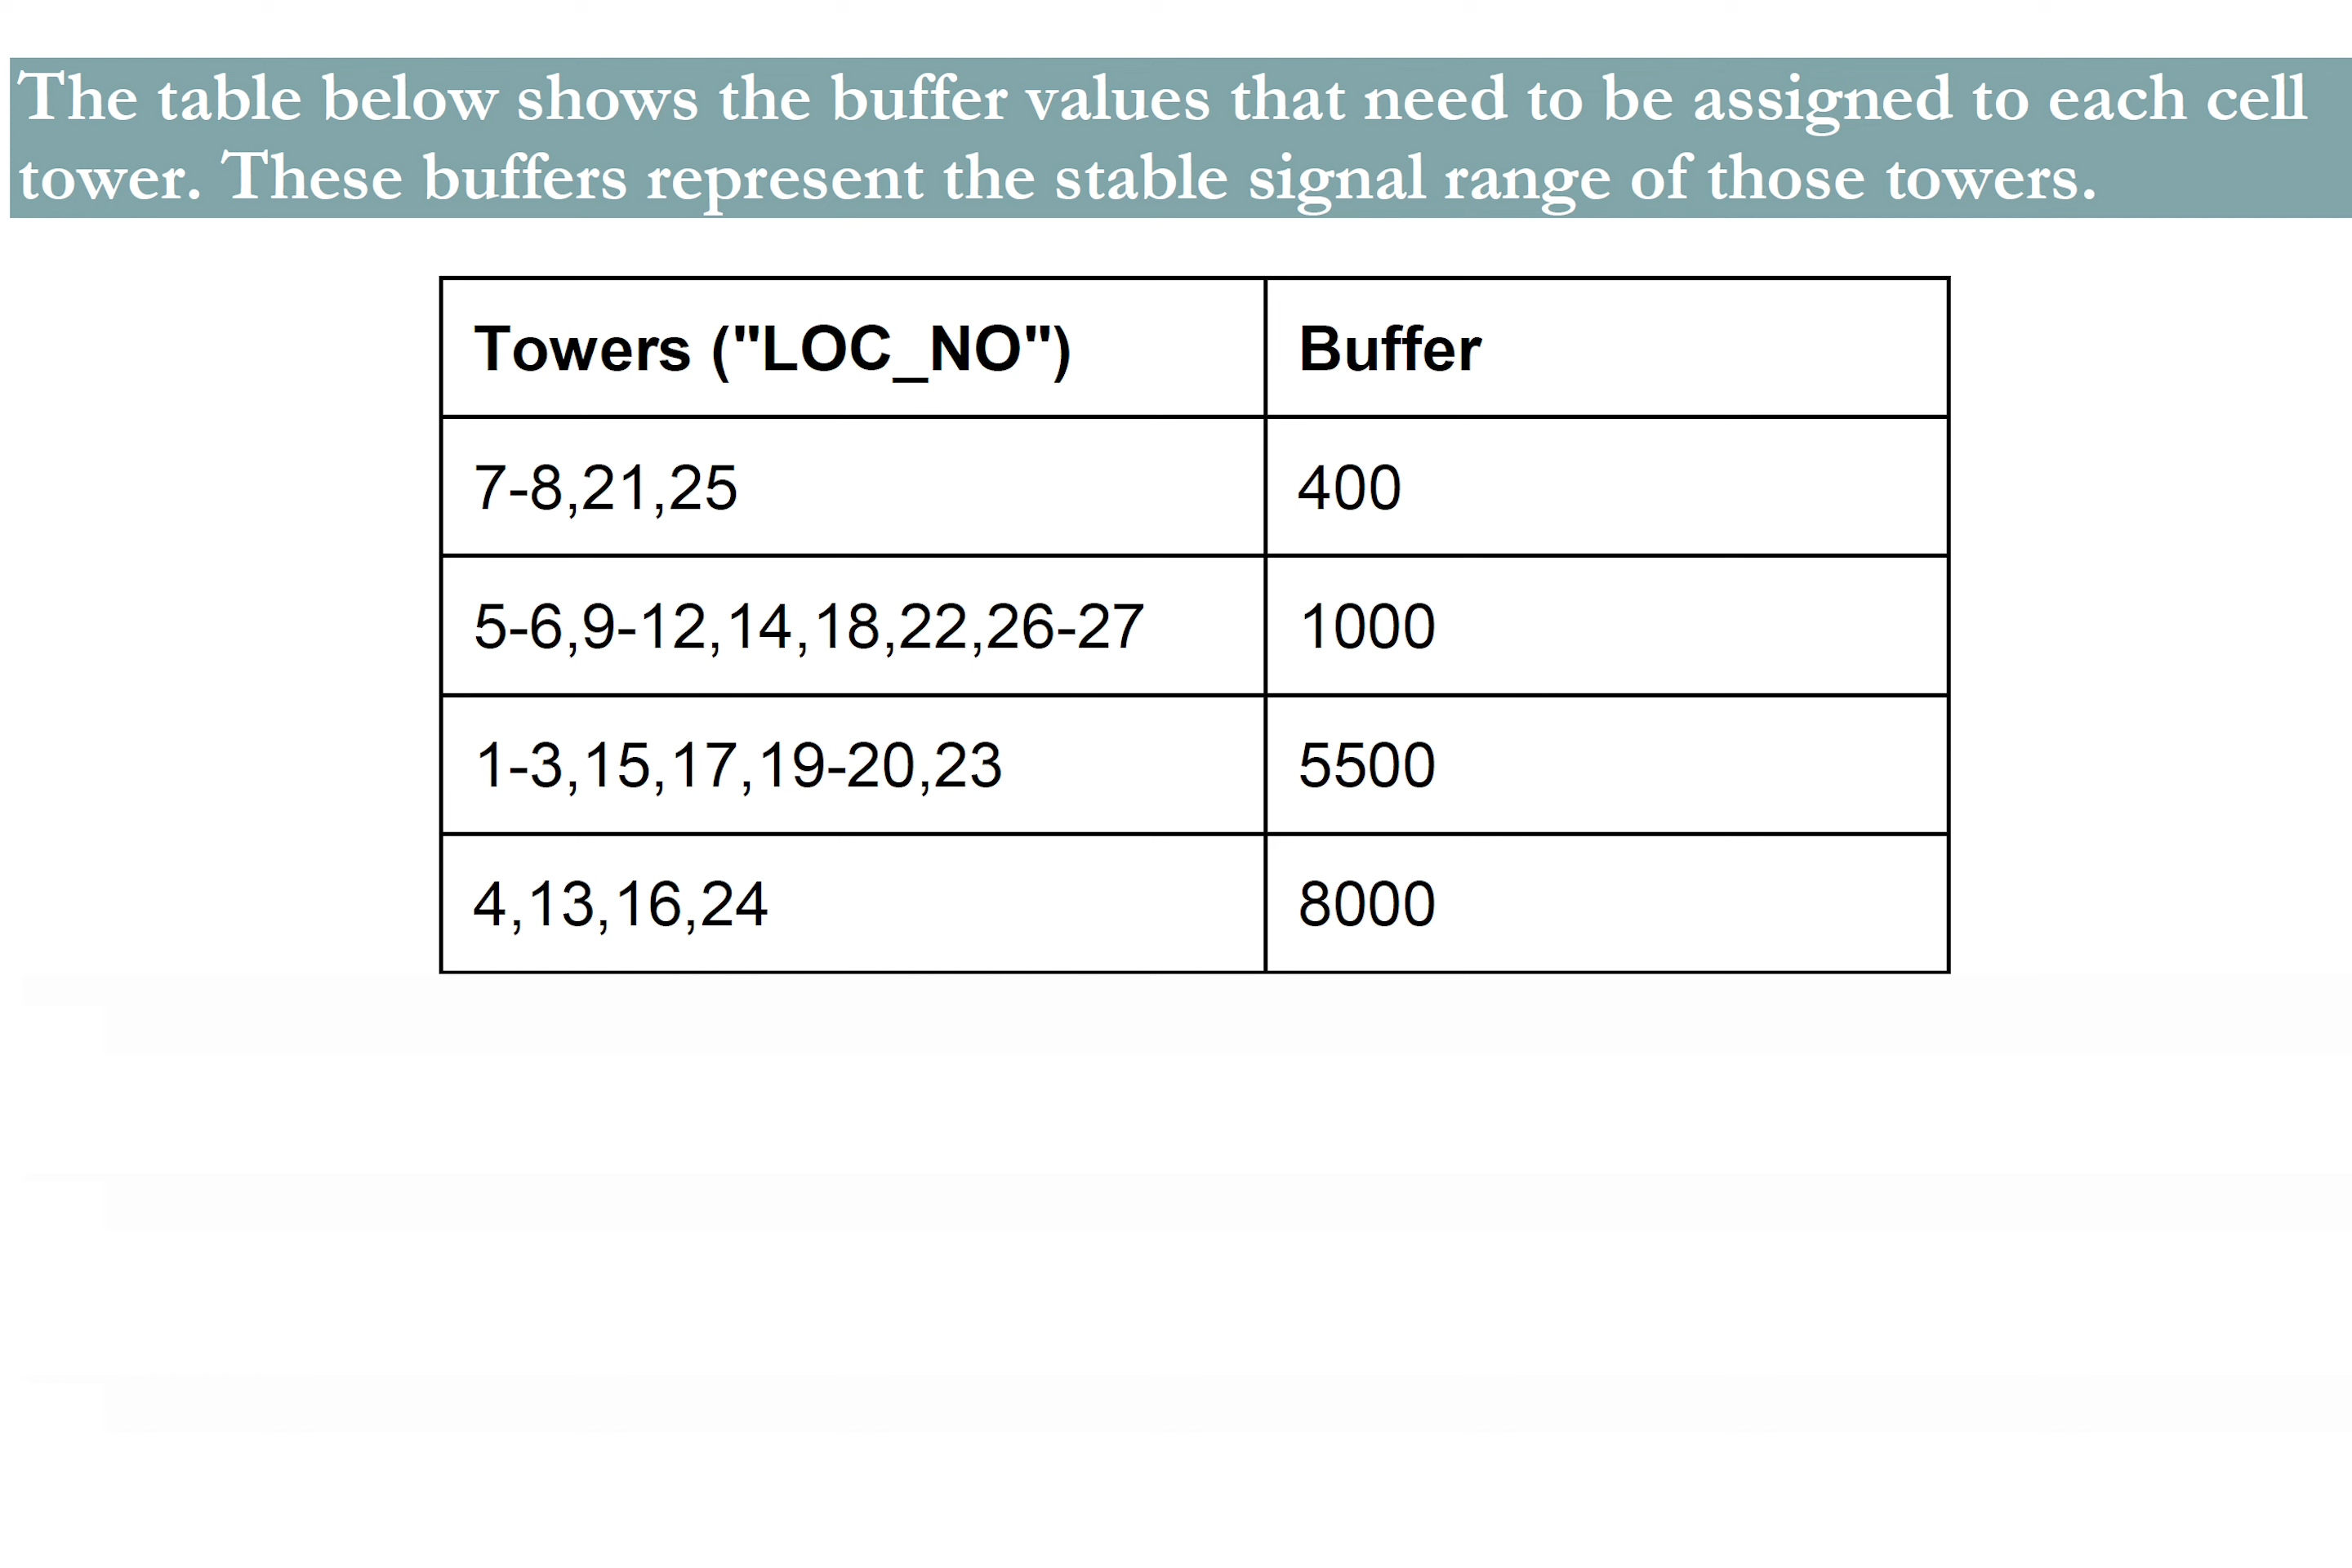 The table below shows the buffer values that need to be assigned to each cell
tower. These buffers represent the stable signal range of those towers.
Towers ("LOC_NO") Buffer
7-8,21,25 400
5-6,9-12,14,18,22,26-27 1000
1-3,15,17,19-20,23 5500
4,13,16,24 8000